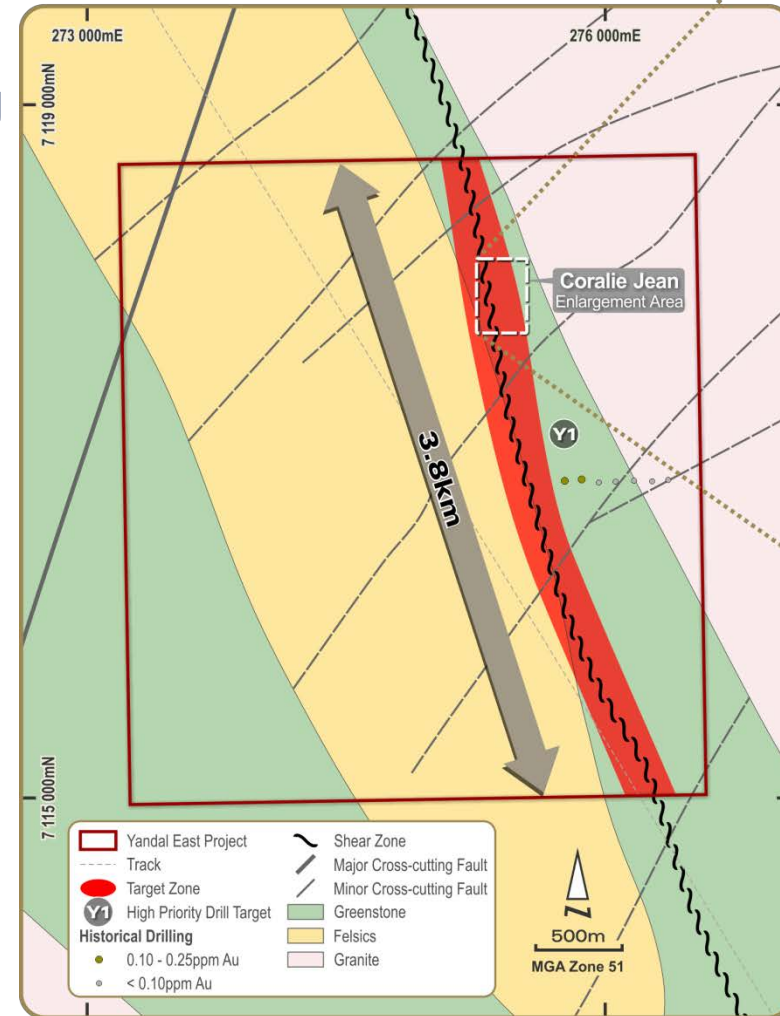 273 000mE
276 000mE
7 119 000mN
Coralie Jean
Enlargement Area
Y1
3.8km
7 115 000mN
Yandal East Project
Track
Target Zone
Y1 High Priority Drill Target
Historical Drilling
0.10 - 0.25ppm Au
< 0.10ppm Au
Shear Zone
Major Cross-cutting Fault
Minor Cross-cutting Fault
Greenstone
Felsics
Granite
N
500m
MGA Zone 51